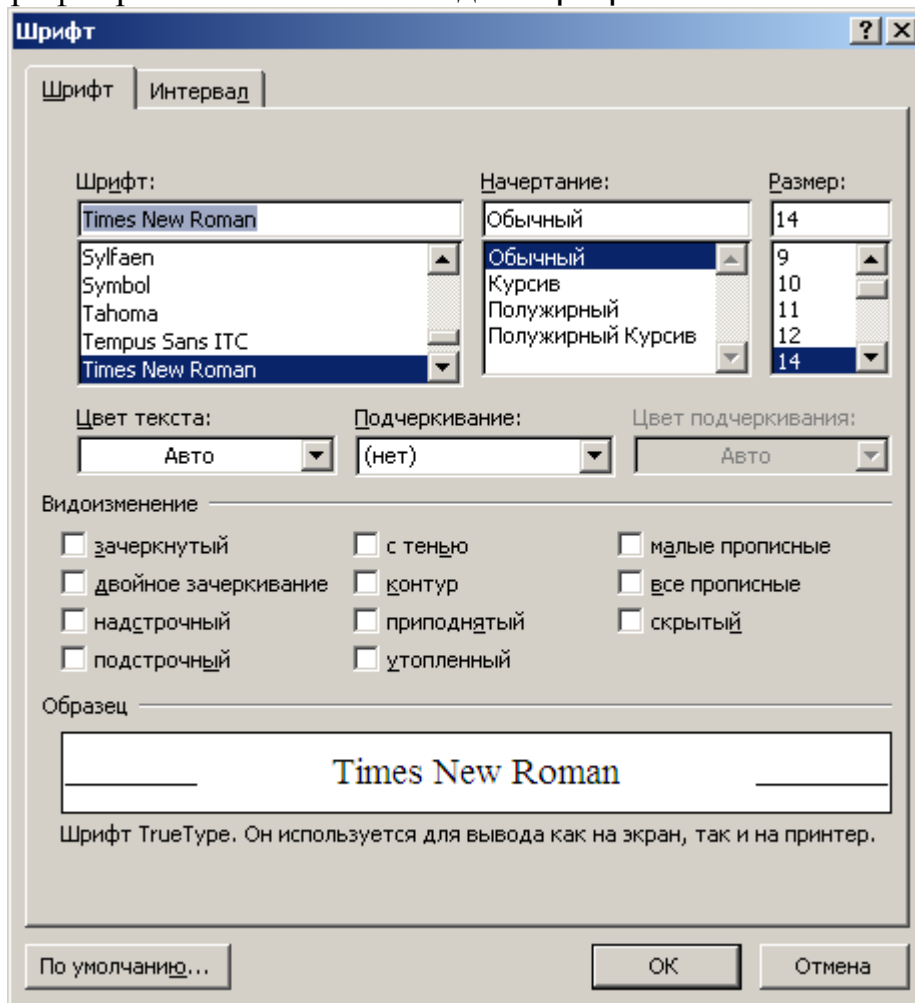 Шрифт
Шрифт Интервал
Шрифт: Начертание: Размер:
Times New Roman Обычный 14
Sylfaen Обычный 9
Symbol Курсив 10
Tahoma Полужирный 11
Tempus Sans ITC Полужирный Курсив 12
Times New Roman 14
Цвет текста: Подчеркивание: Цвет подчеркивания:
Авто (нет) Авто
Видоизменение
зачеркнутый с тенью малые прописные
двойное зачеркивание контур все прописные
надстрочный приподнятый скрытый
подстрочный утопленный
Образец
Times New Roman
Шрифт TrueType. Он используется для вывода как на экран, так и на принтер.
По умолчанию... ОК Отмена